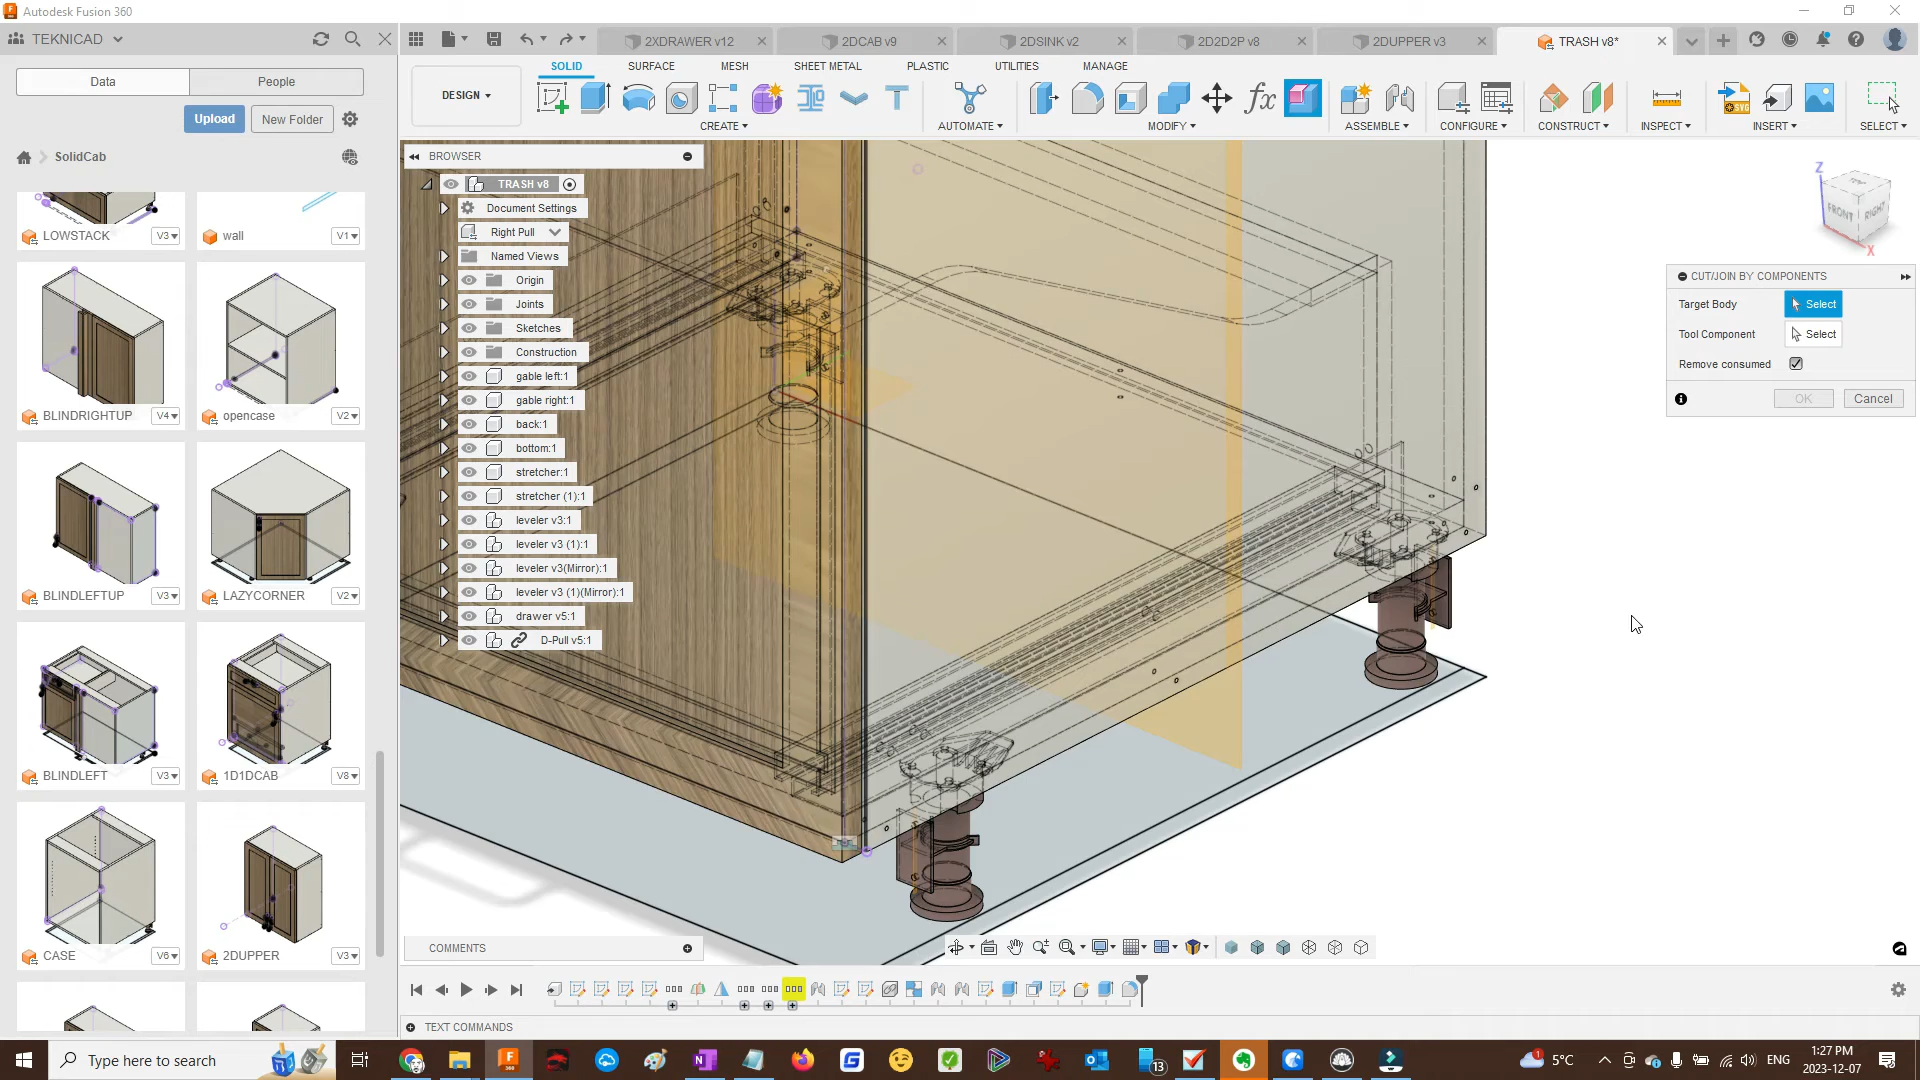 Autodesk Fusion 360
TEKNICAD
2XDRAWER v12
2DCAB v9
2DSINK v2
2D2D2P v8
2DUPPER v3
TRASH v8*
Data
People
SOLID
SURFACE
MESH
SHEET METAL
PLASTIC
UTILITIES
MANAGE
DESIGN
Upload
New Folder
CREATE
AUTOMATE
MODIFY
ASSEMBLE
CONFIGURE
CONSTRUCT
INSPECT
INSERT
SELECT
SolidCab
BROWSER
TRASH v8
Document Settings
Right Pull
Named Views
Origin
Joints
Sketches
Construction
gable left:1
gable right:1
back:1
bottom:1
stretcher:1
stretcher (1):1
leveler v3:1
leveler v3 (1):1
leveler v3(Mirror):1
leveler v3 (1)(Mirror):1
drawer v5:1
D-Pull v5:1
LOWSTACK
V3
wall
V1
BLINDRIGHTUP
V4
opencase
V2
BLINDLEFTUP
V3
LAZYCORNER
V2
BLINDLEFT
V3
1D1DCAB
V8
CASE
V6
2DUPPER
V3
Z
TOP
FRONT
RIGHT
X
CUT/JOIN BY COMPONENTS
Target Body
Select
Tool Component
Select
Remove consumed
OK
Cancel
COMMENTS
TEXT COMMANDS
Type here to search
13
1
5°C
ENG
1:27 PM
2023-12-07